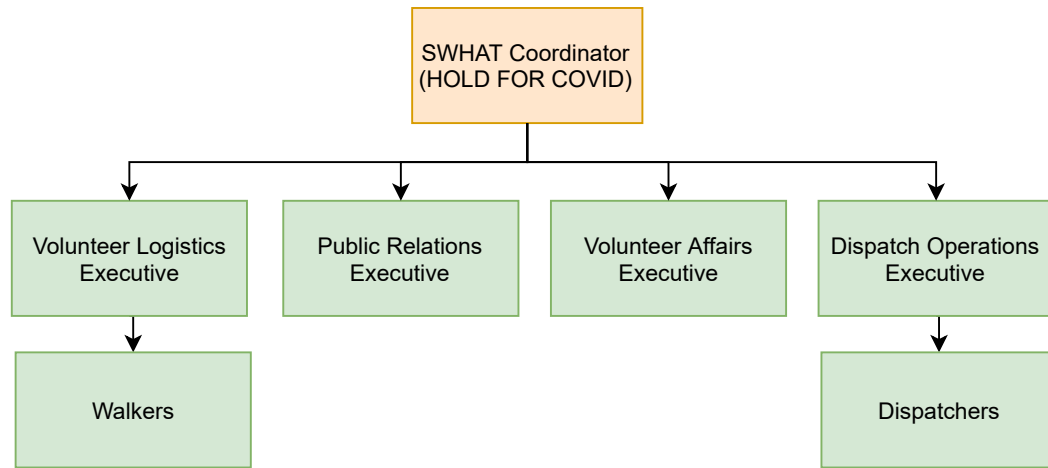 SWHAT Coordinator
(HOLD FOR COVID)
Volunteer Logistics
Executive
Public Relations
Executive
Volunteer Affairs
Executive
Dispatch Operations
Executive
Walkers
Dispatchers